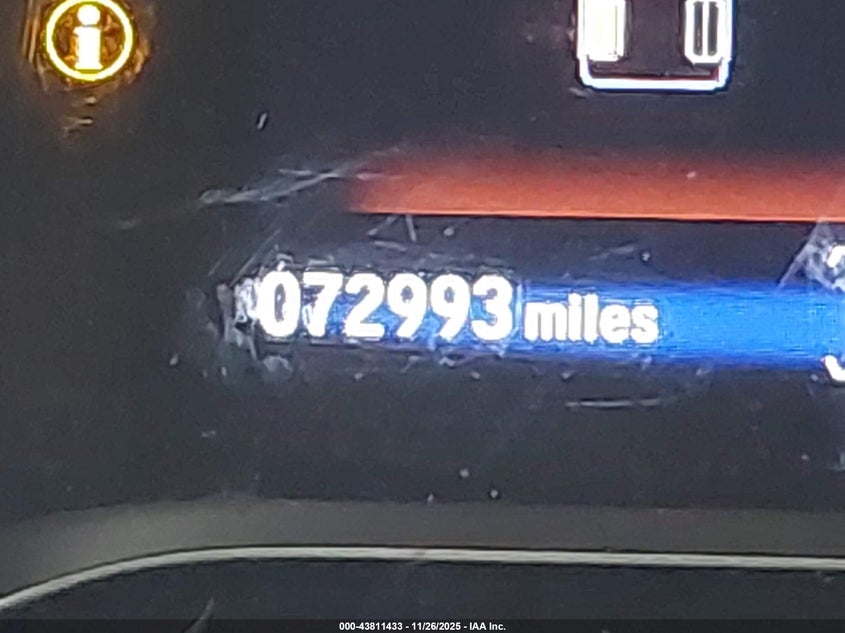 072993 miles
000-43811433 - 11/26/2025 - IAA Inc.